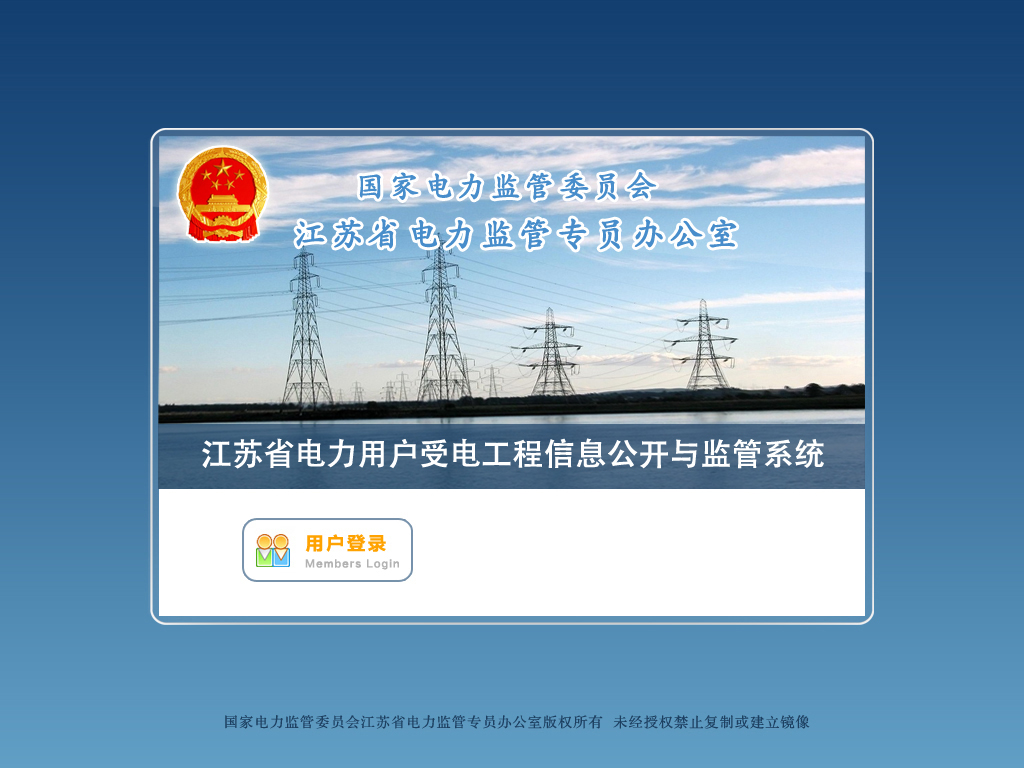 国家电力监管委员会
江苏省电力监管专员办公室
江苏省电力用户受电工程信息公开与监管系统
用户登录
Members Login
国家电力监管委员会江苏省电力监管专员办公室版权所有 未经授权禁止复制或建立镜像